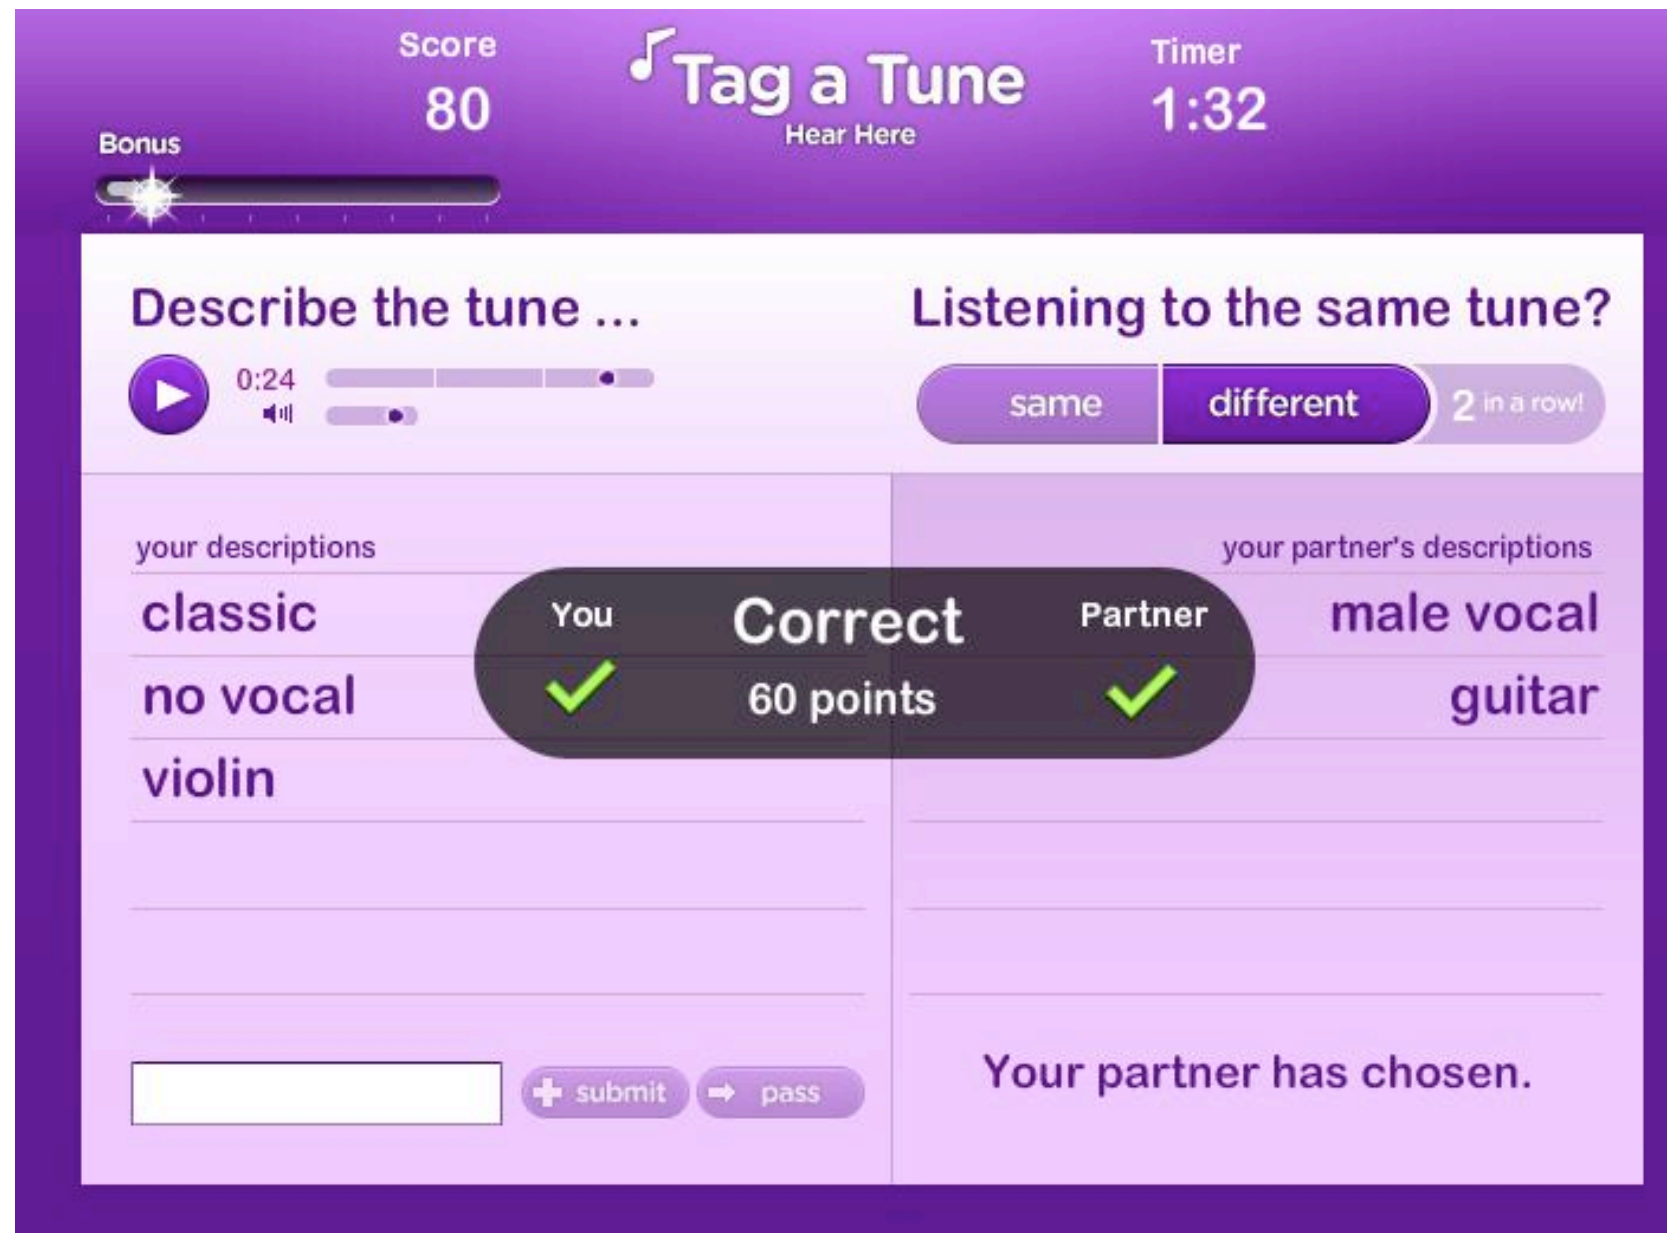 Score
80
Bonus
Tag a Tune
Hear Here
Timer
1:32
Describe the tune ...
0:24
Listening to the same tune?
same
different
2 in a row!
your descriptions
classic
no vocal
violin
your partner's descriptions
male vocal
guitar
You
Correct
60 points
Partner
submit
pass
Your partner has chosen.